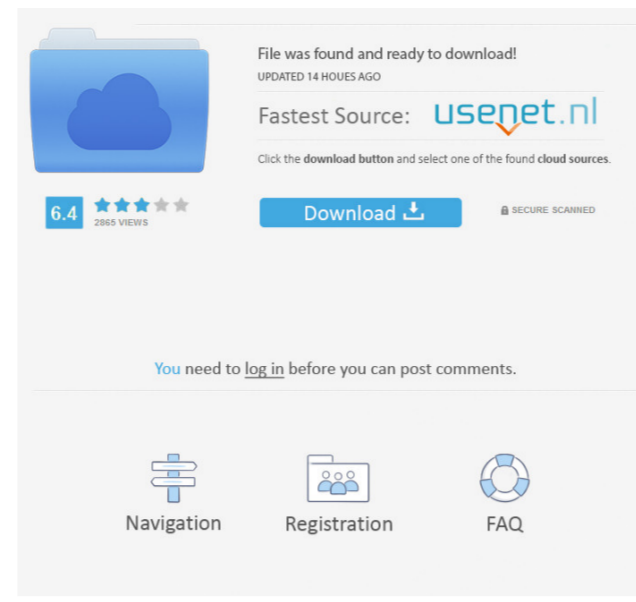 File was found and ready to download!
UPDATED 14 HOUES AGO
Fastest Source: usenet.nl
Click the download button and select one of the found cloud sources.
6.4
2865 VIEWS
Download
SECURE SCANNED
You need to log in before you can post comments.
Navigation
Registration
FAQ